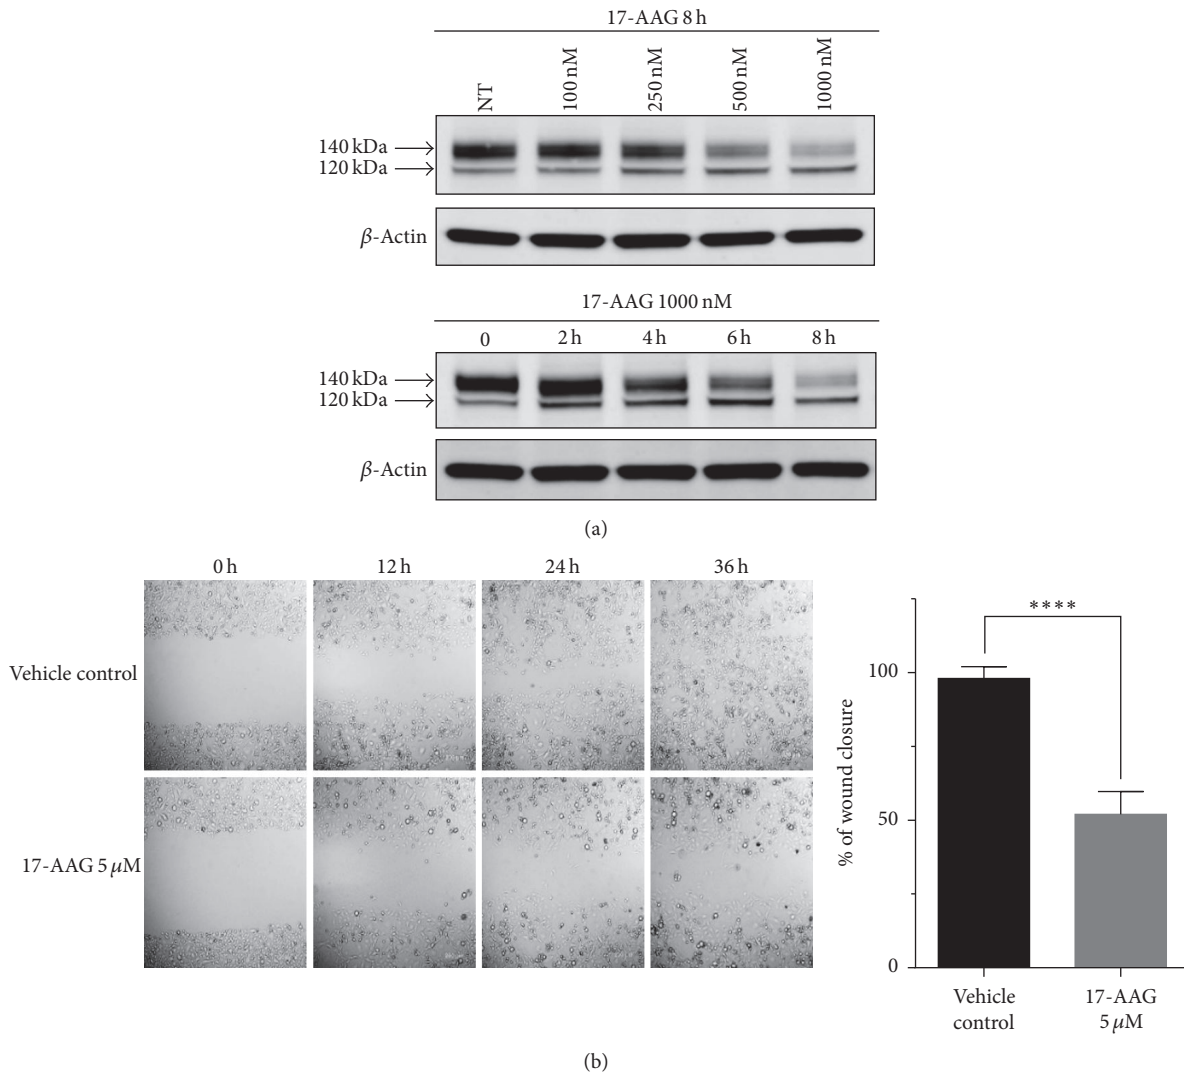 17-AAG 8 h
NT
100 nM
250 nM
500 nM
1000 nM
140 kDa
120 kDa
β-Actin
17-AAG 1000 nM
0 2 h 4 h 6 h 8 h
140 kDa
120 kDa
β-Actin
(a)
0 h 12 h 24 h 36 h
Vehicle control
17-AAG 5 μM
% of wound closure
100
50
0
****
Vehicle
control
17-AAG
5 μM
(b)